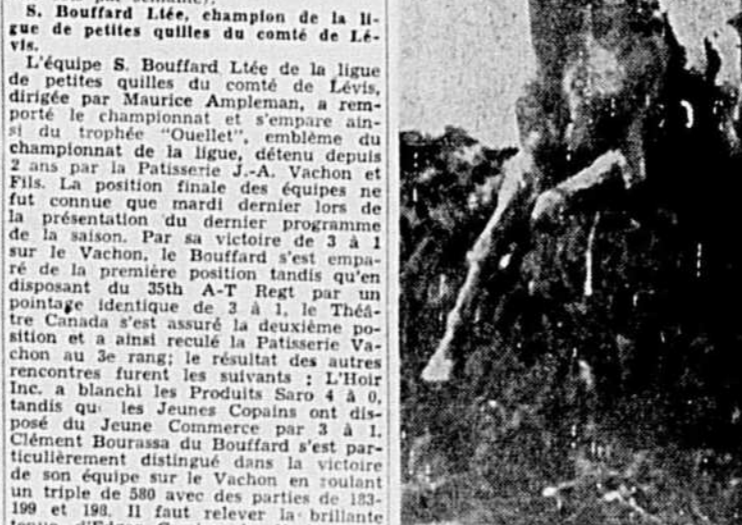 S. Bouffard Ltée, champion de la li-
gue de petites quilles du comté de Lé-
vis.
L'équipe S. Bouffard Ltée de la ligue
de petites quilles du comté de Lévis,
dirigée par Maurice Ampleman, a rem-
porté le championnat et s'empare ain-
si du trophée "Ouellet", emblème du
championnat de la ligue, détenu depuis
2 ans par la Patisserie J.-A. Vachon et
Fils. La position finale des équipes ne
fut connue que mardi dernier lors de
la présentation du dernier programme
de la saison. Par sa victoire de 3 à 1
sur le Vachon, le Bouffard s'est empa-
ré de la première position tandis qu'en
disposant du 35th A-T Regt par un
pointage identique de 3 à 1, le Théâ-
tre Canada s'est assuré la deuxième po-
sition et a ainsi reculé la Patisserie Va-
chon au 3e rang; le résultat des autres
rencontres furent les suivants : L'Hoir
Inc. a blanchi les Produits Saro 4 à 0,
tandis qu les Jeunes Copains ont dis-
posé du Jeune Commerce par 3 à 1.
Clément Bourassa du Bouffard s'est par-
ticulièrement distingué dans la victoire
de son équipe sur le Vachon en roulant
un triple de 580 avec des parties de 183-
199 et 198. Il faut relever la brillante